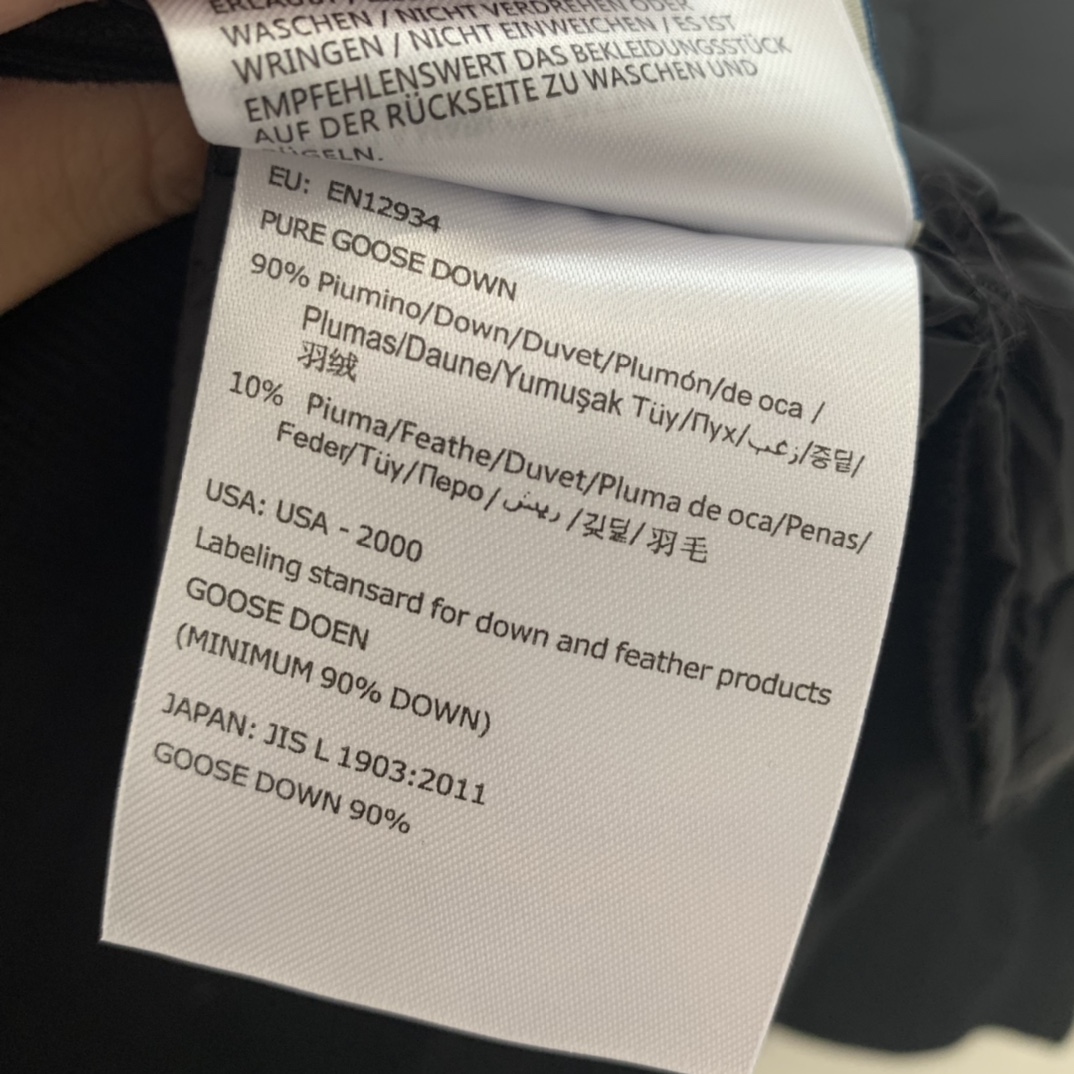 WASCHEN / NICHT VERDREHEN ODER
WRINGEN / NICHT EINWEICHEN / ES IST
EMPFEHLENSWERT DAS BEKLEIDUNGSSTÜCK
AUF DER RÜCKSEITE ZU WASCHEN UND
EU: EN12934
PURE GOOSE DOWN
90% Piumino/Down/Duvet/Plumón/de oca /
Plumas/Daune/Yumuşak Tüy/Пух/زغب/중덜/
羽绒
10% Piuma/Feathe/Duvet/Pluma de oca/Penas/
Feder/Tüy/Перо/ريش/깃덜/羽毛
USA: USA - 2000
Labeling stansard for down and feather products
GOOSE DOEN
(MINIMUM 90% DOWN)
JAPAN: JIS L 1903:2011
GOOSE DOWN 90%